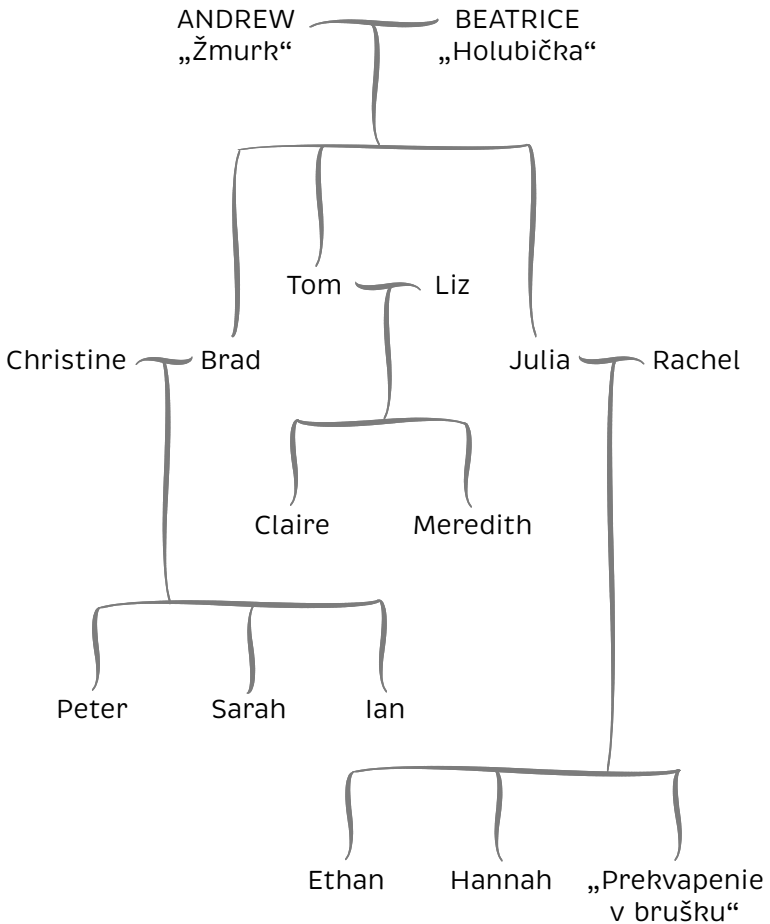 ANDREW BEATRICE
„Žmurk“ „Holubička“
Tom Liz
Christine Brad Julia Rachel
Claire Meredith
Peter Sarah Ian
Ethan Hannah „Prekvapenie
v brušku“